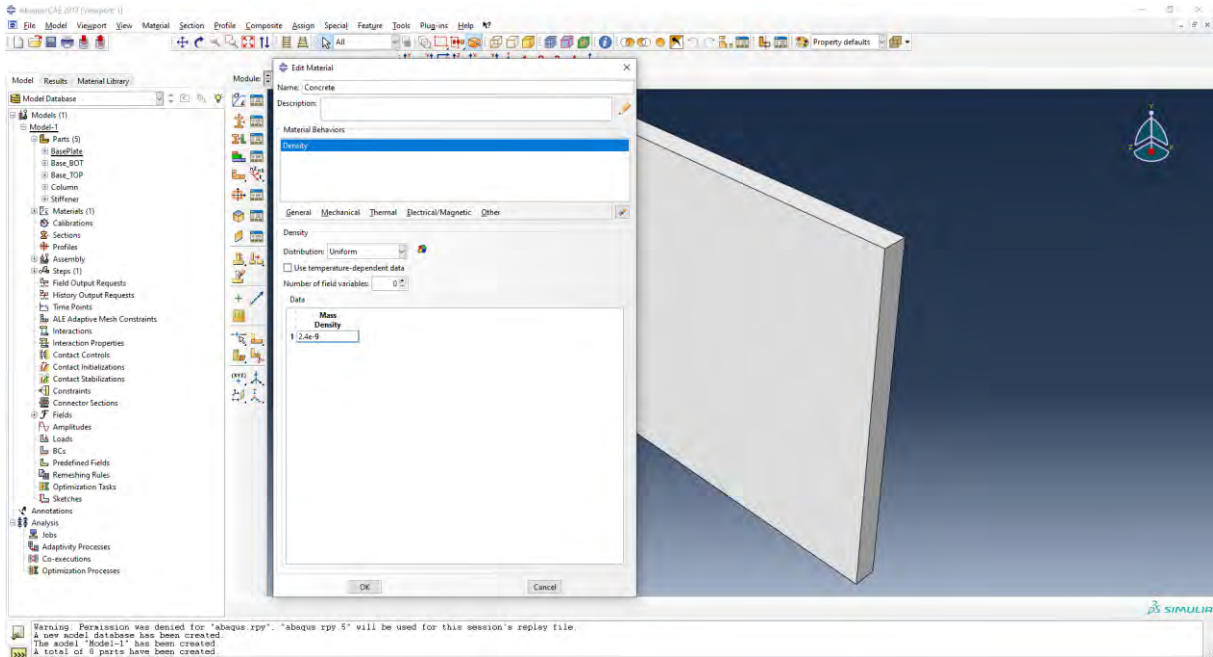 Abaqus/CAE 2017 [Viewport: 1]
File Model Viewport View Material Section Profile Composite Assign Special Feature Tools Plug-ins Help
All
Property defaults
Model Results Material Library
Module:
Model Database
Models (1)
Model-1
Parts (5)
BasePlate
Base_BOT
Base_TOP
Column
Stiffener
Materials (1)
Calibrations
Sections
Profiles
Assembly
Steps (1)
Field Output Requests
History Output Requests
Time Points
ALE Adaptive Mesh Constraints
Interactions
Interaction Properties
Contact Controls
Contact Initializations
Contact Stabilizations
Constraints
Connector Sections
Fields
Amplitudes
Loads
BCs
Predefined Fields
Remeshing Rules
Optimization Tasks
Sketches
Annotations
Analysis
Jobs
Adaptivity Processes
Co-executions
Optimization Processes
Edit Material
Name: Concrete
Description:
Material Behaviors
Density
General Mechanical Thermal Electrical/Magnetic Other
Density
Distribution: Uniform
Use temperature-dependent data
Number of field variables: 0
Data
Mass
Density
1 2.4e-9
OK Cancel
Y
Z
SIMULIA
Warning: Permission was denied for "abaqus.rpy". "abaqus rpy 5" will be used for this session's replay file.
A new model database has been created.
The model "Model-1" has been created.
A total of 6 parts have been created.